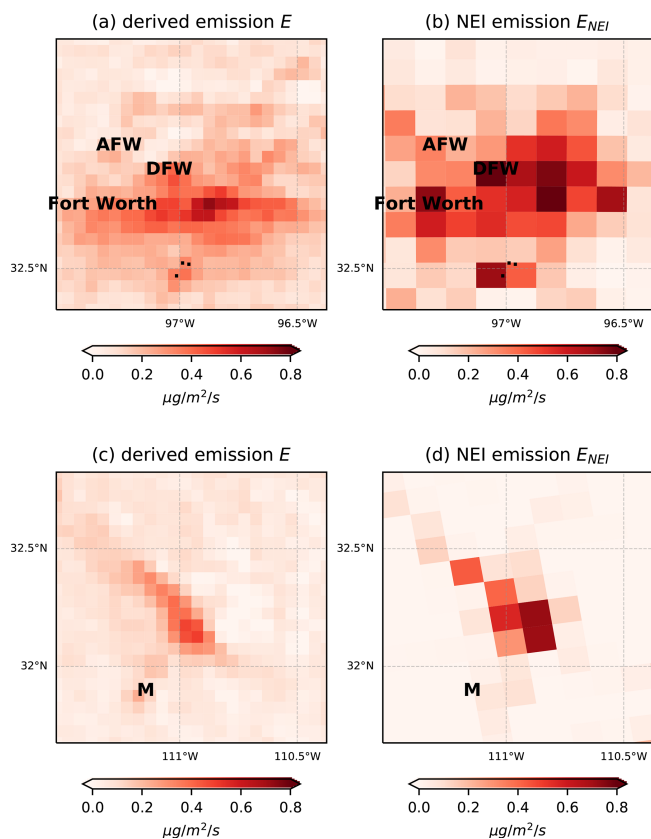 (a) derived emission E
(b) NEI emission E_NEI
AFW
DFW
Fort Worth
32.5°N
97°W
96.5°W
AFW
DFW
Fort Worth
32.5°N
97°W
96.5°W
0.0 0.2 0.4 0.6 0.8
μg/m²/s
0.0 0.2 0.4 0.6 0.8
μg/m²/s
(c) derived emission E
(d) NEI emission E_NEI
32.5°N
32°N
M
111°W
110.5°W
32.5°N
32°N
M
111°W
110.5°W
0.0 0.2 0.4 0.6 0.8
μg/m²/s
0.0 0.2 0.4 0.6 0.8
μg/m²/s